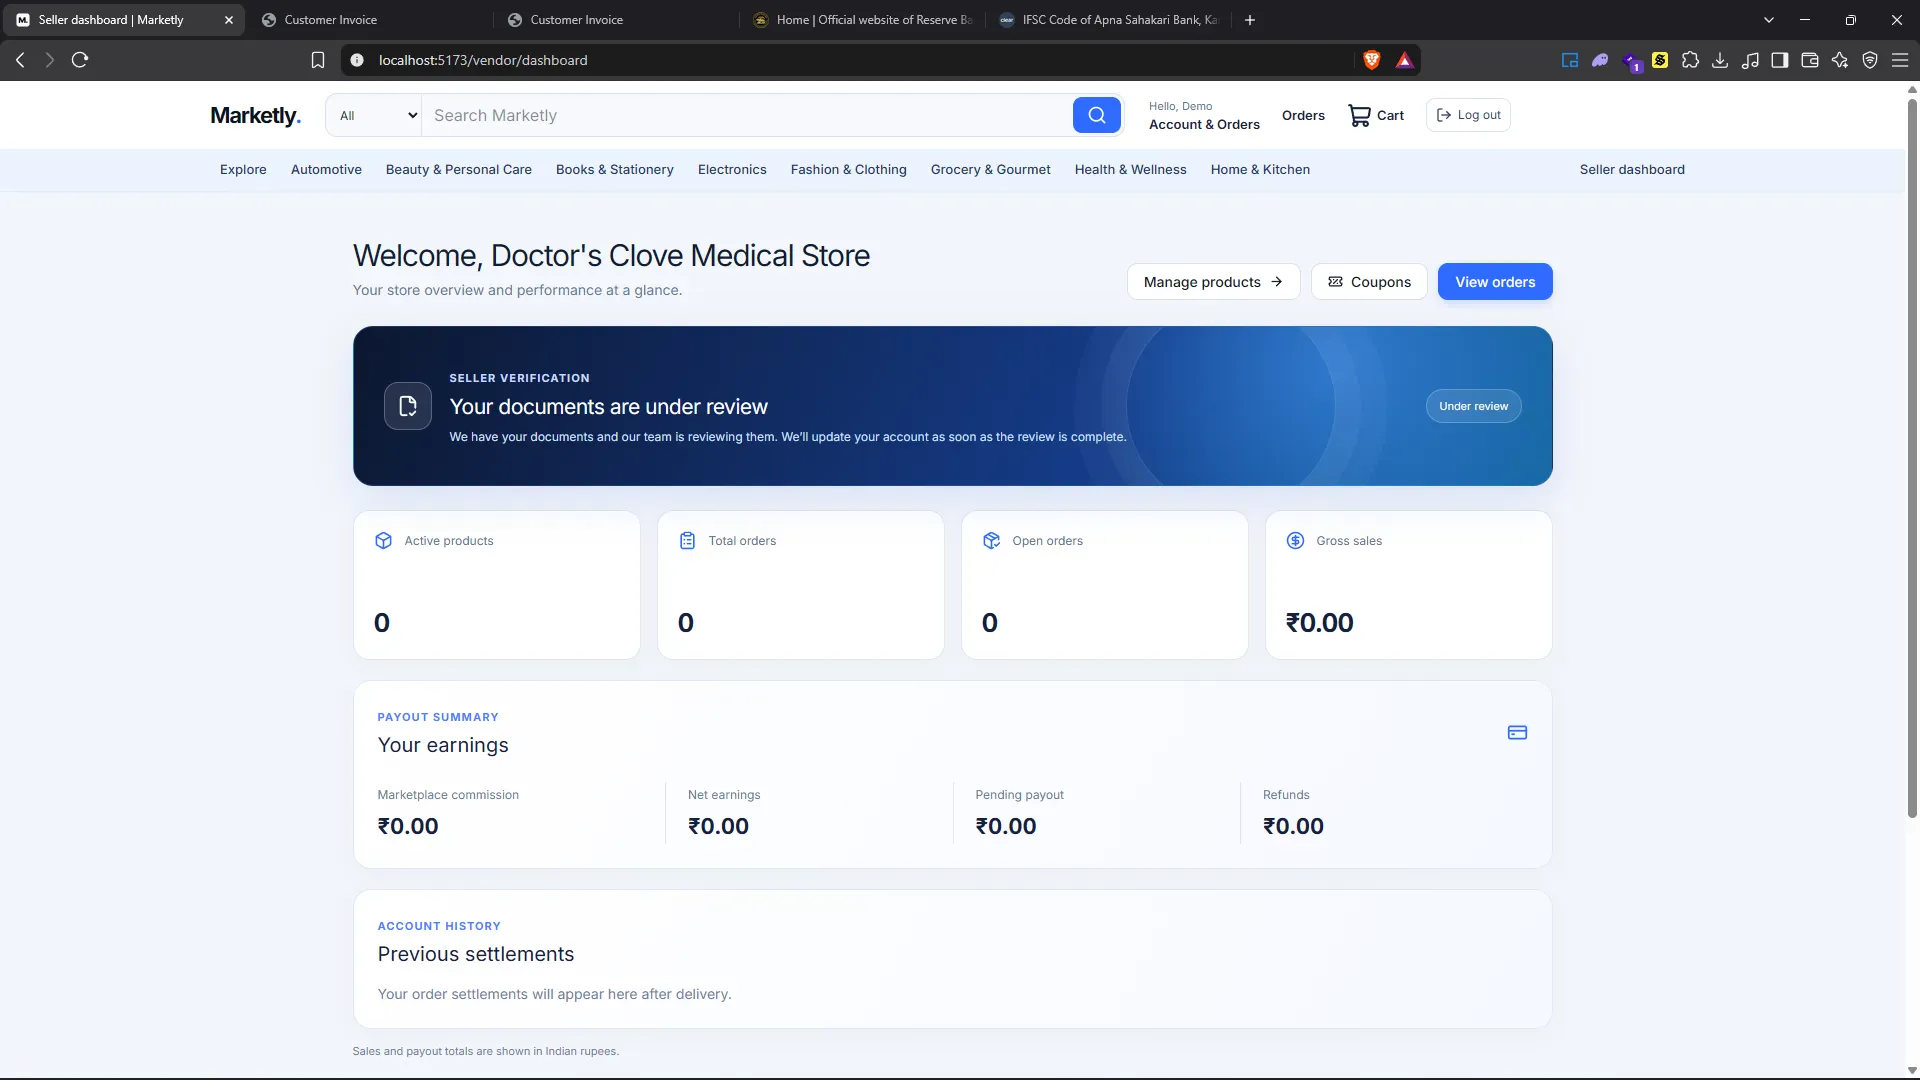 Seller dashboard | Marketly
Customer Invoice
Customer Invoice
Home | Official website of Reserve Ba
IFSC Code of Apna Sahakari Bank, Ka
localhost:5173/vendor/dashboard
1
Marketly.
All
Search Marketly
Hello, Demo
Account & Orders
Orders
Cart
Log out
Explore
Automotive
Beauty & Personal Care
Books & Stationery
Electronics
Fashion & Clothing
Grocery & Gourmet
Health & Wellness
Home & Kitchen
Seller dashboard
Welcome, Doctor's Clove Medical Store
Your store overview and performance at a glance.
Manage products
Coupons
View orders
SELLER VERIFICATION
Your documents are under review
We have your documents and our team is reviewing them. We’ll update your account as soon as the review is complete.
Under review
Active products
0
Total orders
0
Open orders
0
Gross sales
₹0.00
PAYOUT SUMMARY
Your earnings
Marketplace commission
₹0.00
Net earnings
₹0.00
Pending payout
₹0.00
Refunds
₹0.00
ACCOUNT HISTORY
Previous settlements
Your order settlements will appear here after delivery.
Sales and payout totals are shown in Indian rupees.